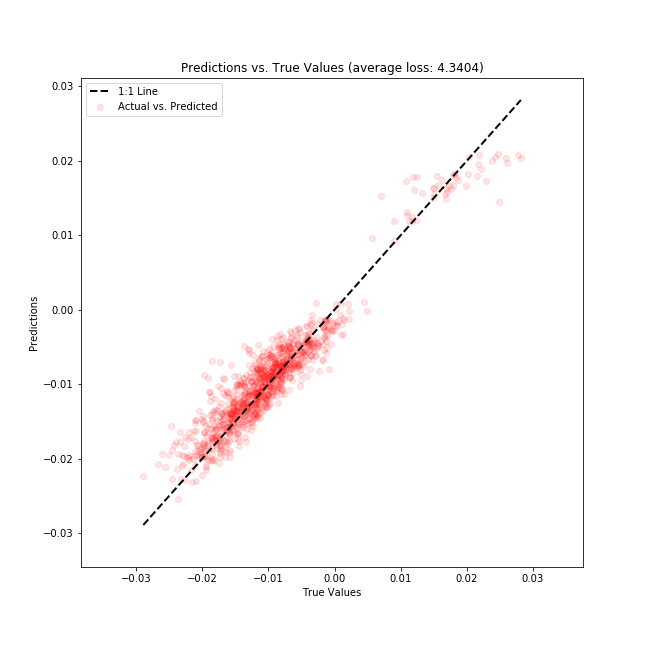 Predictions vs. True Values (average loss: 4.3404)
1:1 Line
Actual vs. Predicted
0.03
0.02
0.01
0.00
−0.01
−0.02
−0.03
Predictions
−0.03 −0.02 −0.01 0.00 0.01 0.02 0.03
True Values